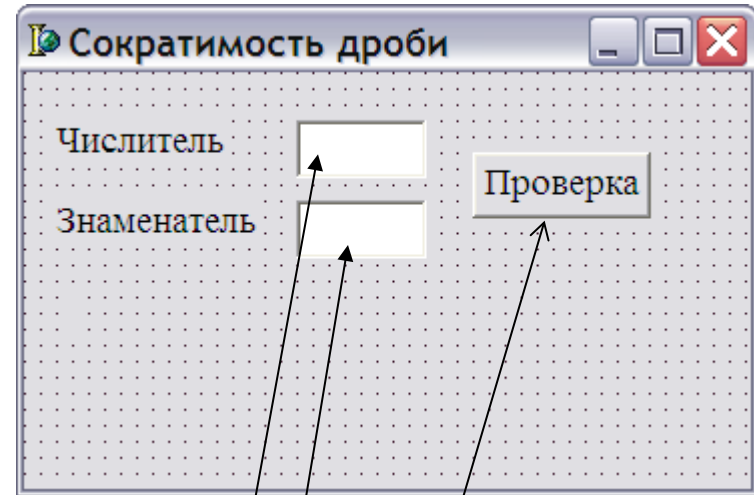 Сократимость дроби
Числитель
Проверка
Знаменатель